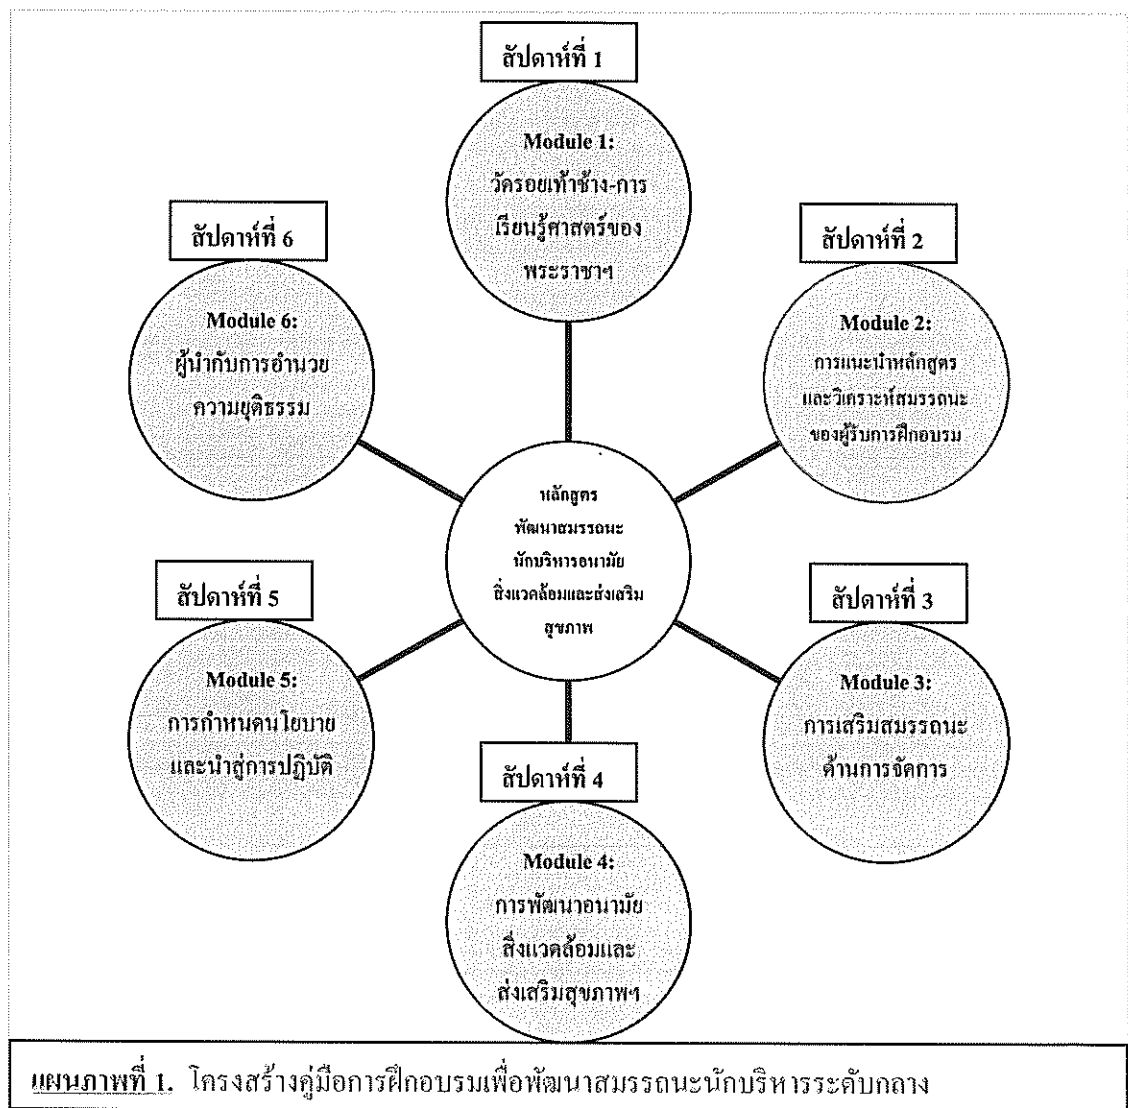 สัปดาห์ที่ 1
Module 1:
วัดรอยเท้าช้าง-การ
เรียนรู้ศาสตร์ของ
พระราชาฯ
สัปดาห์ที่ 2
Module 2:
การแนะนำหลักสูตร
และวิเคราะห์สมรรถนะ
ของผู้รับการฝึกอบรม
สัปดาห์ที่ 3
Module 3:
การเสริมสมรรถนะ
ด้านการจัดการ
สัปดาห์ที่ 4
Module 4:
การพัฒนาอนามัย
สิ่งแวดล้อมและ
ส่งเสริมสุขภาพฯ
สัปดาห์ที่ 5
Module 5:
การกำหนดนโยบาย
และนำสู่การปฏิบัติ
สัปดาห์ที่ 6
Module 6:
ผู้นำกับการอำนวย
ความยุติธรรม
หลักสูตร
พัฒนาสมรรถนะ
นักบริหารอนามัย
สิ่งแวดล้อมและส่งเสริม
สุขภาพ
แผนภาพที่ 1. โครงสร้างคู่มือการฝึกอบรมเพื่อพัฒนาสมรรถนะนักบริหารระดับกลาง